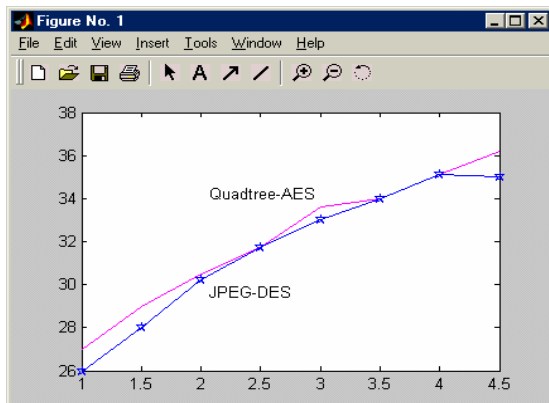 Figure No. 1
File Edit View Insert Tools Window Help
A
38
36
34
32
30
28
26
Quadtree-AES
JPEG-DES
1 1.5 2 2.5 3 3.5 4 4.5